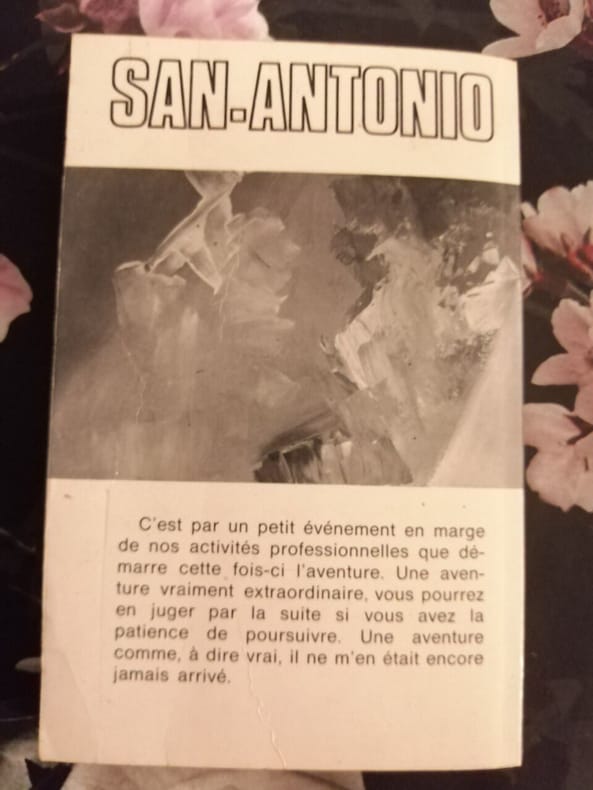 SAN-ANTONIO
C'est par un petit événement en marge
de nos activités professionnelles que dé-
marre cette fois-ci l'aventure. Une aven-
ture vraiment extraordinaire, vous pourrez
en juger par la suite si vous avez la
patience de poursuivre. Une aventure
comme, à dire vrai, il ne m'en était encore
jamais arrivé.